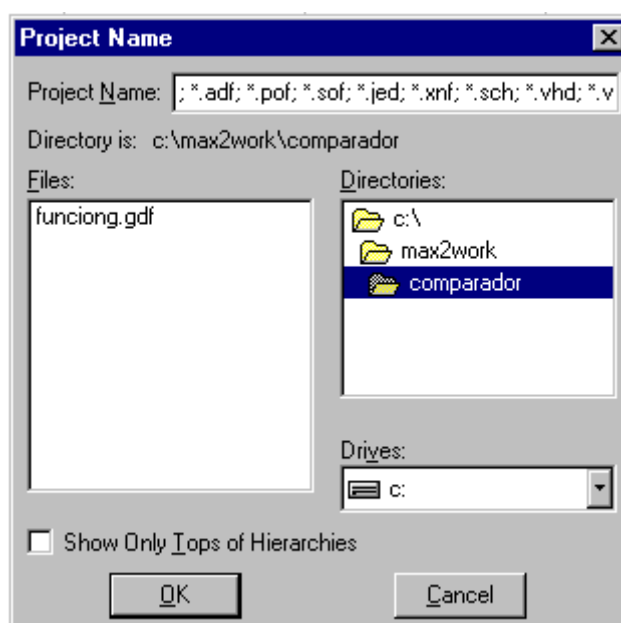 Project Name
Project Name: ; *.adf; *.pof; *.sof; *.jed; *.xnf; *.sch; *.vhd; *.v
Directory is: c:\max2work\comparador
Files:
Directories:
funciong.gdf
c:\
max2work
comparador
Drives:
c:
Show Only Tops of Hierarchies
OK
Cancel